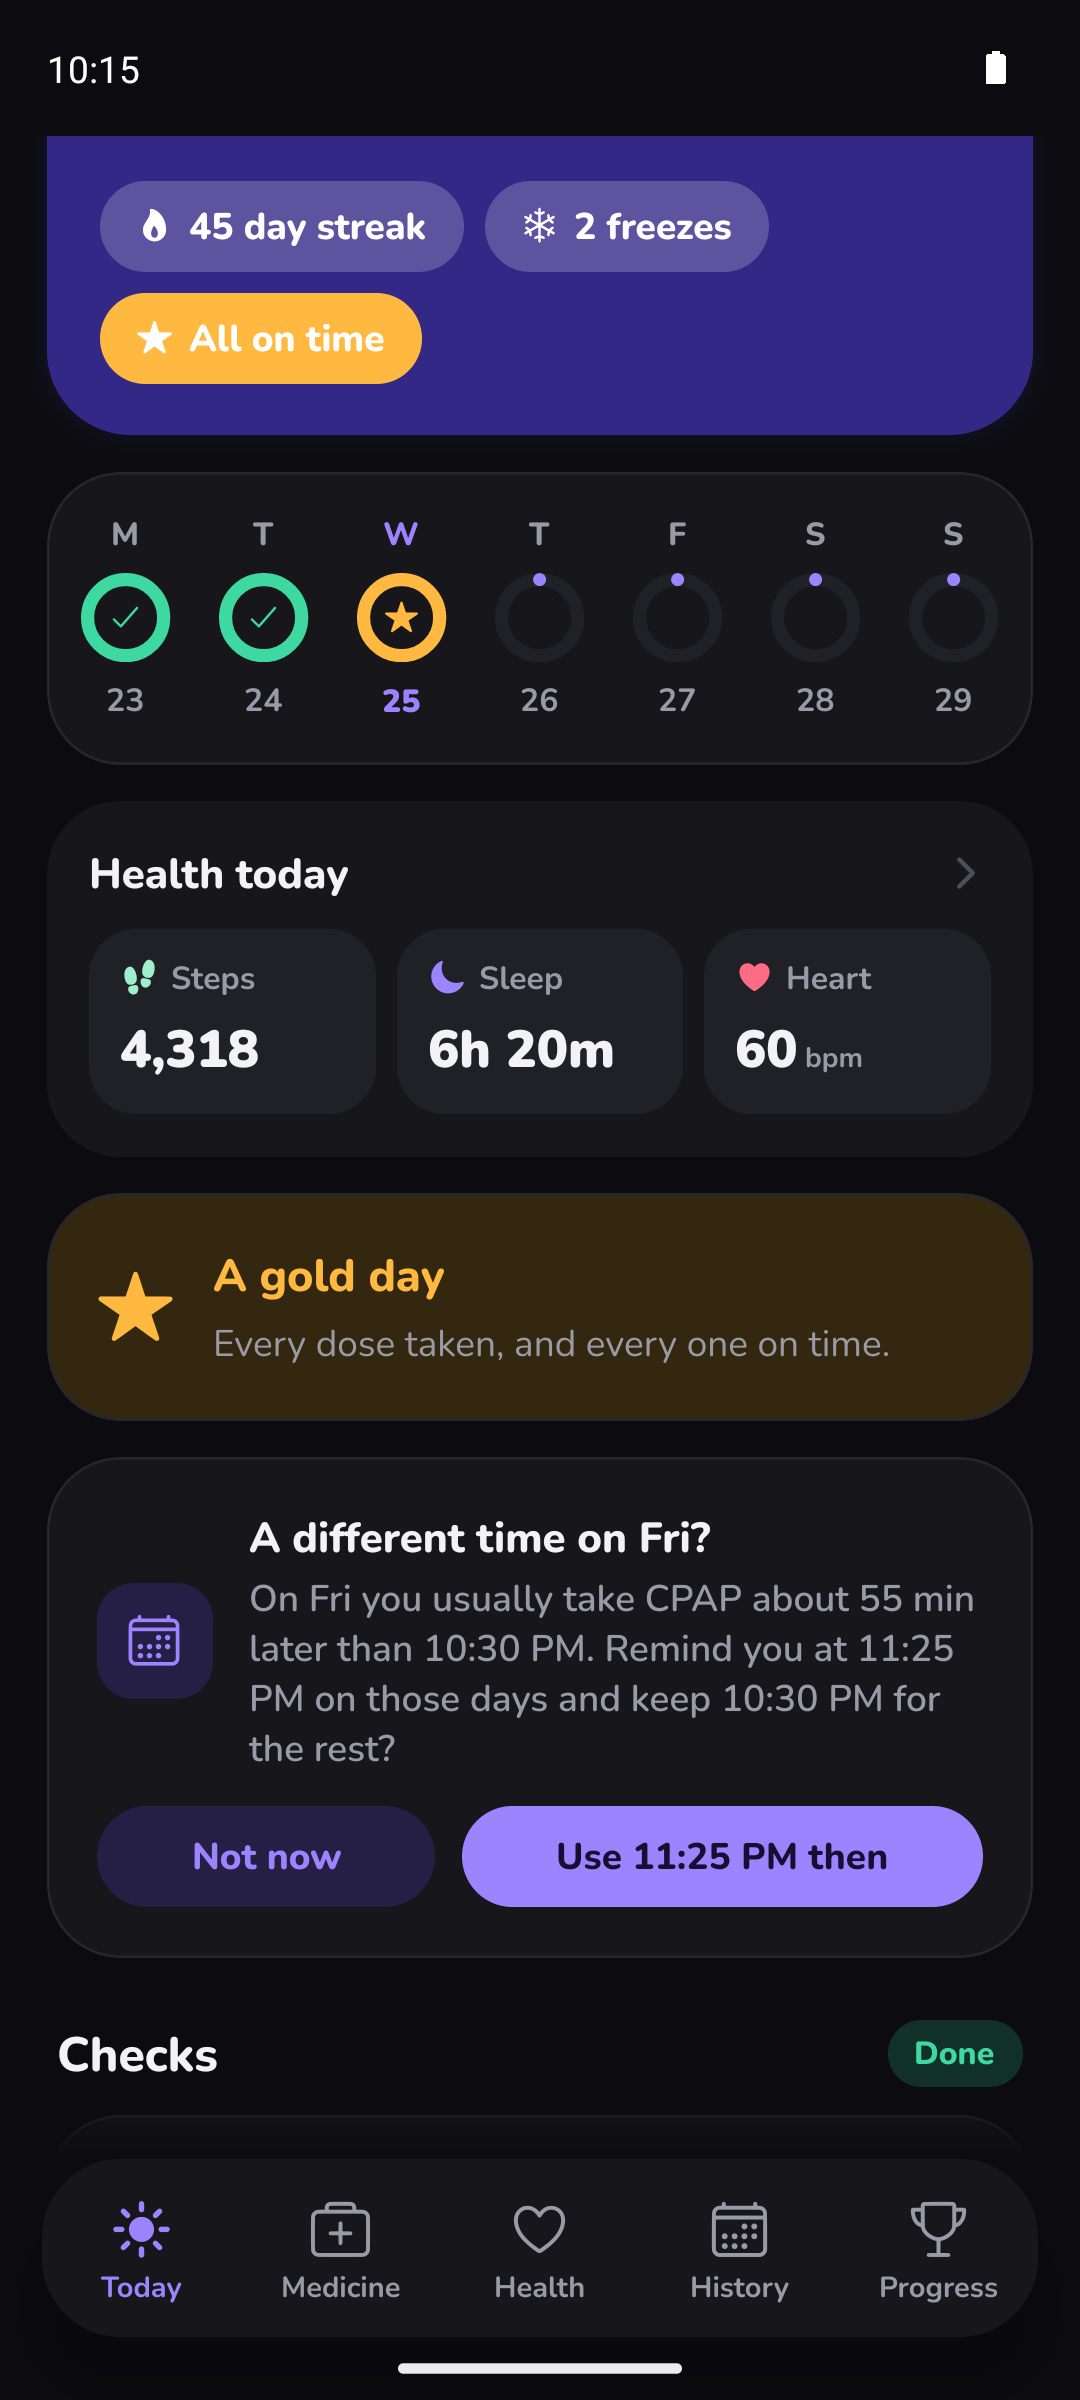 10:15
45 day streak
2 freezes
All on time
M T W T F S S
23 24 25 26 27 28 29
Health today
Steps
4,318
Sleep
6h 20m
Heart
60 bpm
A gold day
Every dose taken, and every one on time.
A different time on Fri?
On Fri you usually take CPAP about 55 min
later than 10:30 PM. Remind you at 11:25
PM on those days and keep 10:30 PM for
the rest?
Not now
Use 11:25 PM then
Checks
Done
Today
Medicine
Health
History
Progress